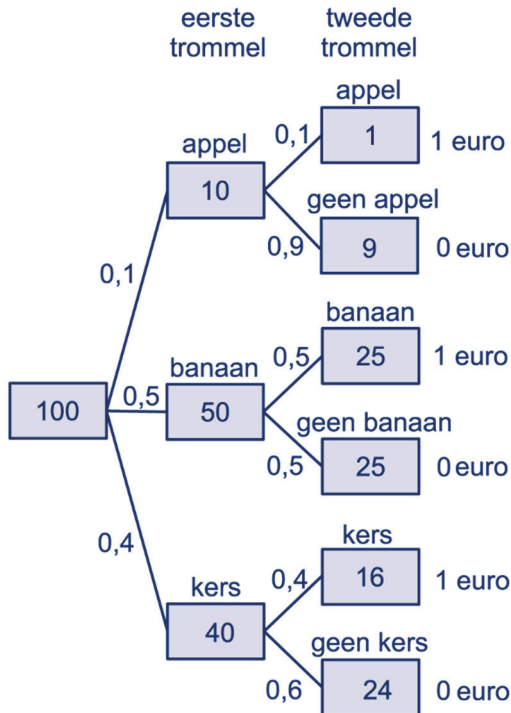 eerste tweede
trommel trommel
appel
0,1 1 1 euro
appel
10
geen appel
0,9 9 0 euro
0,1
banaan
0,5 25 1 euro
banaan
100 0,5 50
geen banaan
0,5 25 0 euro
0,4
kers
0,4 16 1 euro
kers
40
geen kers
0,6 24 0 euro